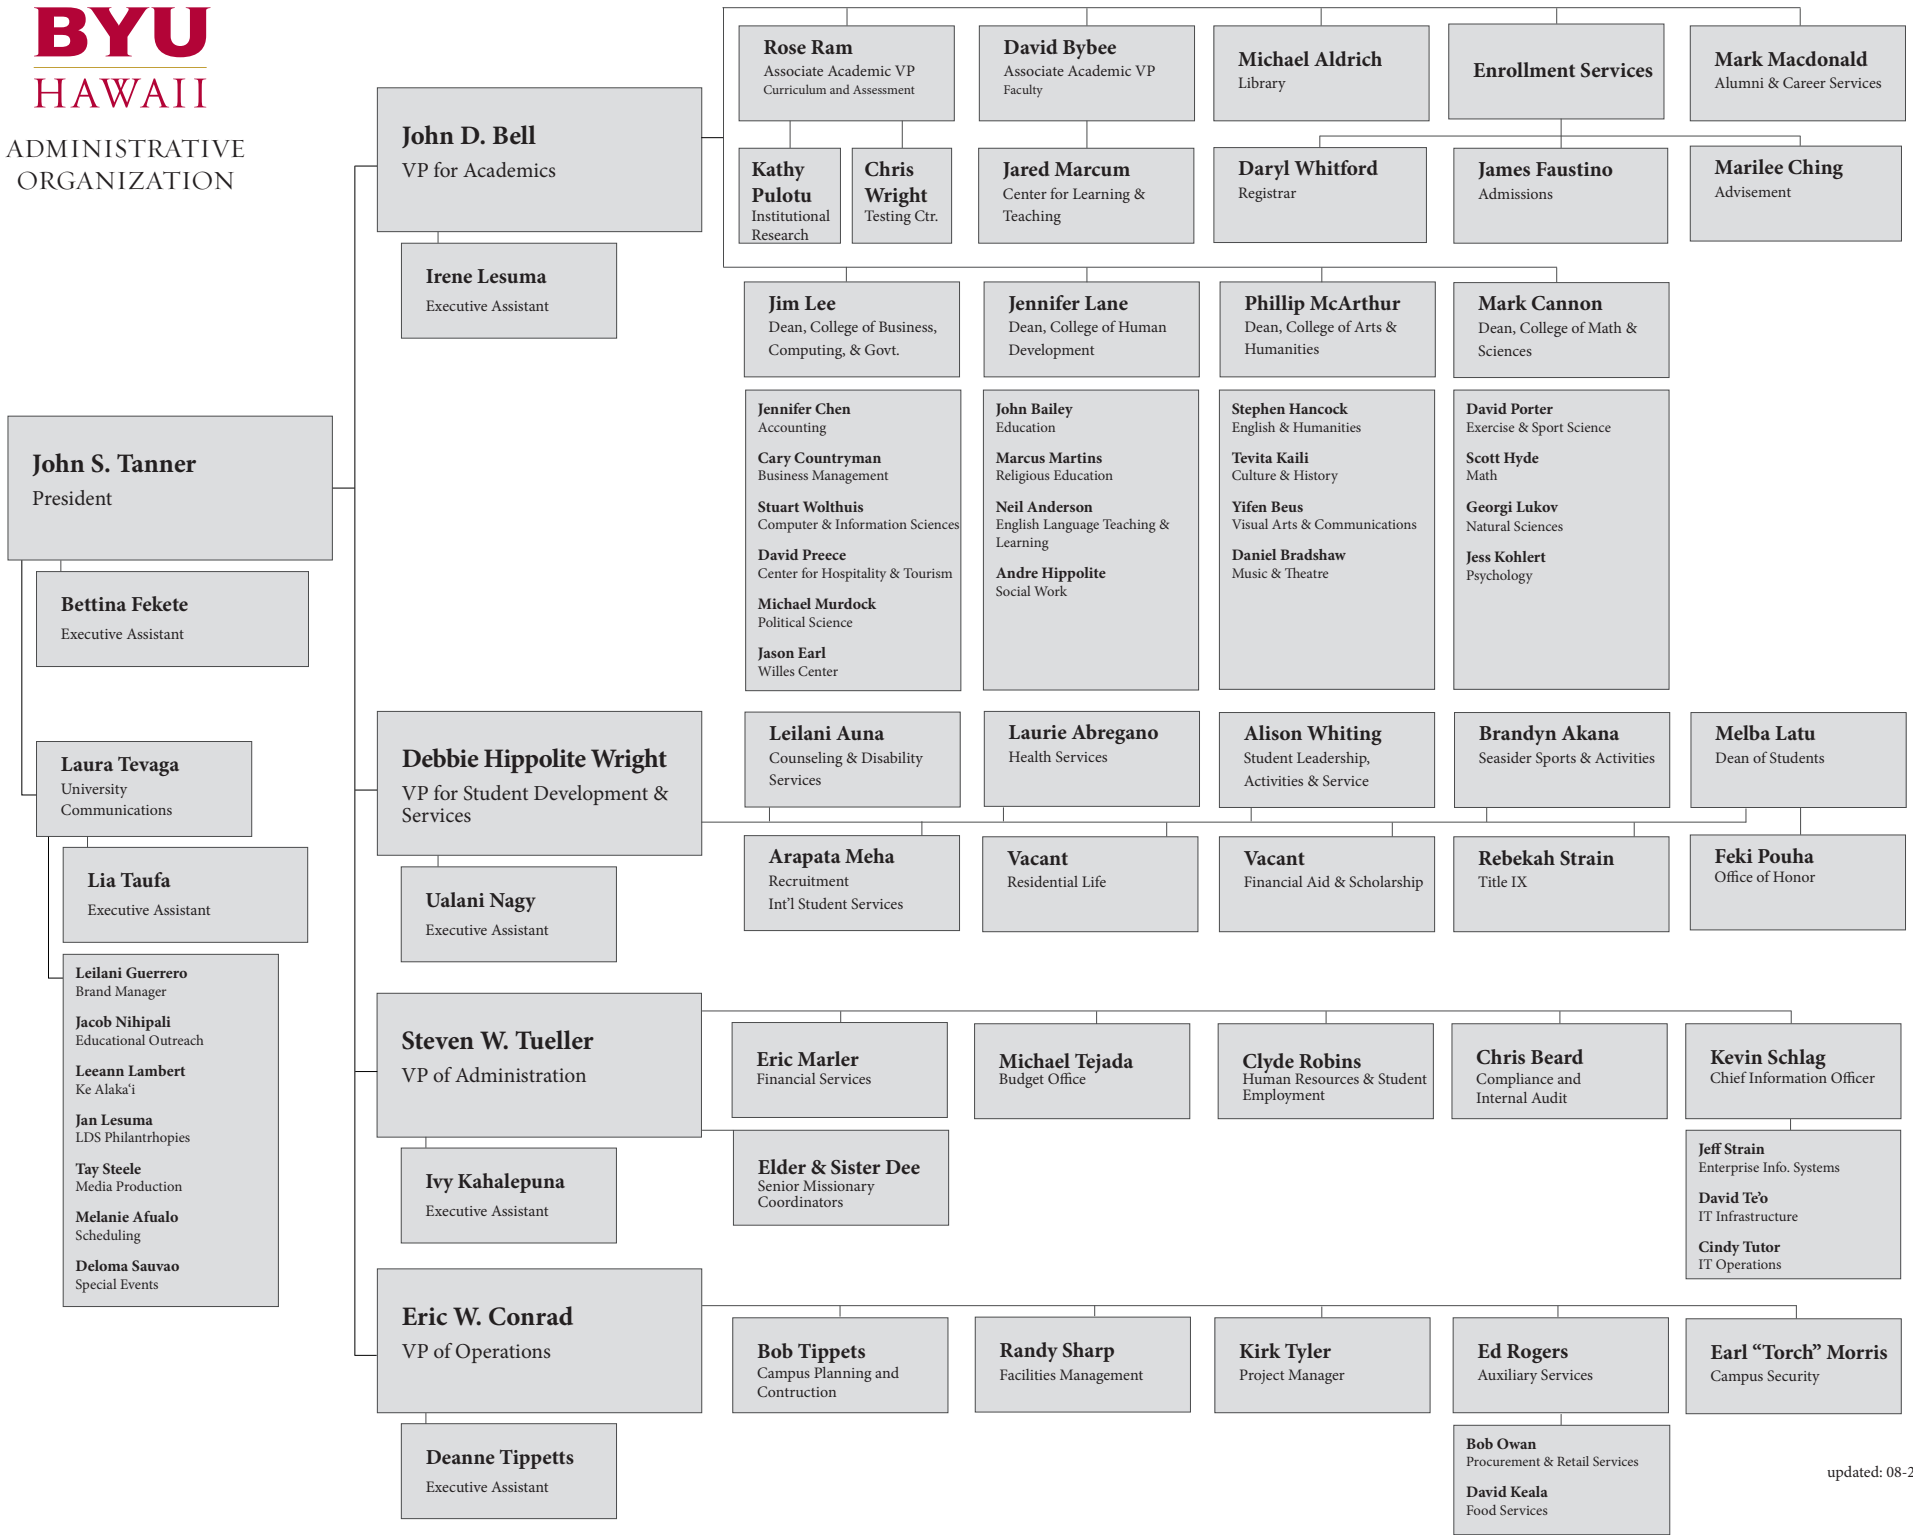 BYU
HAWAII
ADMINISTRATIVE
ORGANIZATION
John S. Tanner
President
Bettina Fekete
Executive Assistant
Laura Tevaga
University
Communications
Lia Taufa
Executive Assistant
Leilani Guerrero
Brand Manager
Jacob Nihipali
Educational Outreach
Leeann Lambert
Ke Alaka‘i
Jan Lesuma
LDS Philantrhopies
Tay Steele
Media Production
Melanie Afualo
Scheduling
Deloma Sauvao
Special Events
John D. Bell
VP for Academics
Irene Lesuma
Executive Assistant
Rose Ram
Associate Academic VP
Curriculum and Assessment
David Bybee
Associate Academic VP
Faculty
Michael Aldrich
Library
Enrollment Services
Mark Macdonald
Alumni & Career Services
Kathy
Pulotu
Institutional
Research
Chris
Wright
Testing Ctr.
Jared Marcum
Center for Learning &
Teaching
Daryl Whitford
Registrar
James Faustino
Admissions
Marilee Ching
Advisement
Jim Lee
Dean, College of Business,
Computing, & Govt.
Jennifer Lane
Dean, College of Human
Development
Phillip McArthur
Dean, College of Arts &
Humanities
Mark Cannon
Dean, College of Math &
Sciences
Jennifer Chen
Accounting
Cary Countryman
Business Management
Stuart Wolthuis
Computer & Information Sciences
David Preece
Center for Hospitality & Tourism
Michael Murdock
Political Science
Jason Earl
Willes Center
John Bailey
Education
Marcus Martins
Religious Education
Neil Anderson
English Language Teaching &
Learning
Andre Hippolite
Social Work
Stephen Hancock
English & Humanities
Tevita Kaili
Culture & History
Yifen Beus
Visual Arts & Communications
Daniel Bradshaw
Music & Theatre
David Porter
Exercise & Sport Science
Scott Hyde
Math
Georgi Lukov
Natural Sciences
Jess Kohlert
Psychology
Debbie Hippolite Wright
VP for Student Development &
Services
Ualani Nagy
Executive Assistant
Leilani Auna
Counseling & Disability
Services
Laurie Abregano
Health Services
Alison Whiting
Student Leadership,
Activities & Service
Brandyn Akana
Seasider Sports & Activities
Melba Latu
Dean of Students
Arapata Meha
Recruitment
Int’l Student Services
Vacant
Residential Life
Vacant
Financial Aid & Scholarship
Rebekah Strain
Title IX
Feki Pouha
Office of Honor
Steven W. Tueller
VP of Administration
Ivy Kahalepuna
Executive Assistant
Eric Marler
Financial Services
Michael Tejada
Budget Office
Clyde Robins
Human Resources & Student
Employment
Chris Beard
Compliance and
Internal Audit
Kevin Schlag
Chief Information Officer
Elder & Sister Dee
Senior Missionary
Coordinators
Jeff Strain
Enterprise Info. Systems
David Te’o
IT Infrastructure
Cindy Tutor
IT Operations
Eric W. Conrad
VP of Operations
Deanne Tippetts
Executive Assistant
Bob Tippets
Campus Planning and
Contruction
Randy Sharp
Facilities Management
Kirk Tyler
Project Manager
Ed Rogers
Auxiliary Services
Earl “Torch” Morris
Campus Security
Bob Owan
Procurement & Retail Services
David Keala
Food Services
updated: 08-2